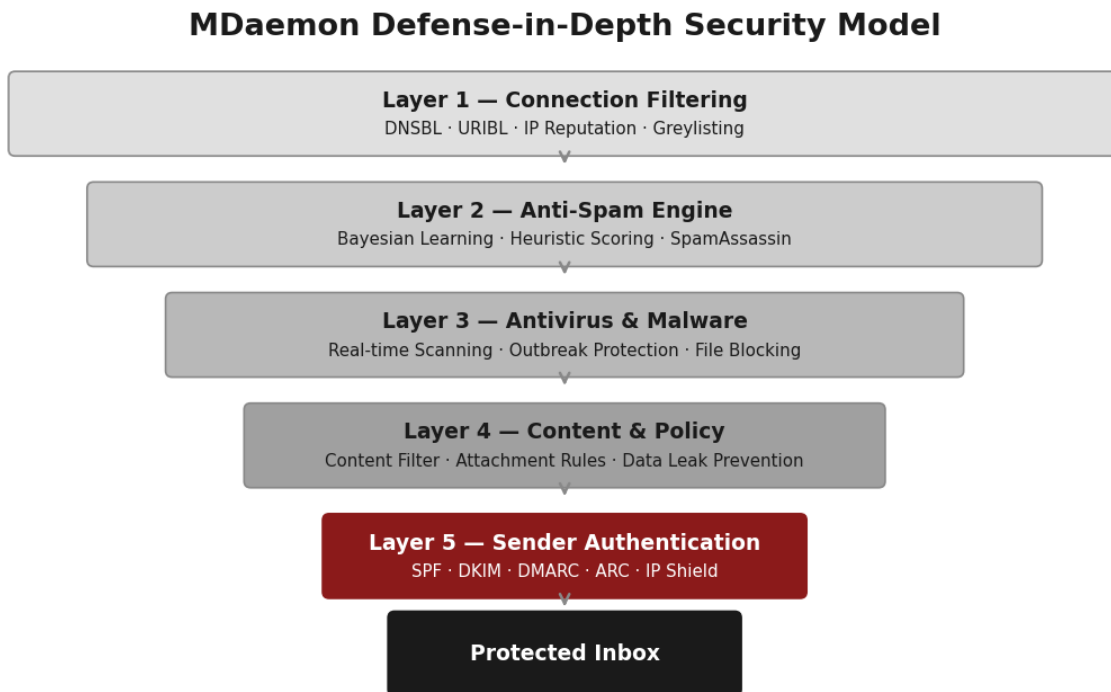 MDaemon Defense-in-Depth Security Model
Layer 1 — Connection Filtering
DNSBL · URIBL · IP Reputation · Greylisting
Layer 2 — Anti-Spam Engine
Bayesian Learning · Heuristic Scoring · SpamAssassin
Layer 3 — Antivirus & Malware
Real-time Scanning · Outbreak Protection · File Blocking
Layer 4 — Content & Policy
Content Filter · Attachment Rules · Data Leak Prevention
Layer 5 — Sender Authentication
SPF · DKIM · DMARC · ARC · IP Shield
Protected Inbox